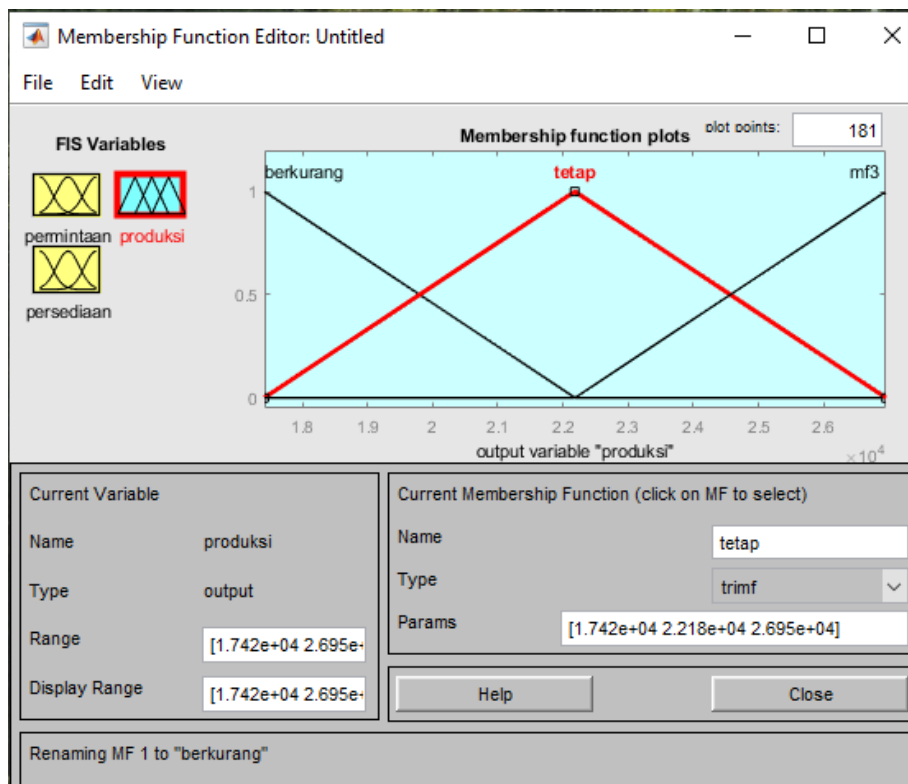 Membership Function Editor: Untitled
File Edit View
FIS Variables
permintaan produksi
persediaan
Membership function plots
plot points: 181
berkurang tetap mf3
1
0.5
0
1.8 1.9 2 2.1 2.2 2.3 2.4 2.5 2.6
×10⁴
output variable "produksi"
Current Variable
Name produksi
Type output
Range [1.742e+04 2.695e+
Display Range [1.742e+04 2.695e+
Current Membership Function (click on MF to select)
Name tetap
Type trimf
Params [1.742e+04 2.218e+04 2.695e+04]
Help Close
Renaming MF 1 to "berkurang"